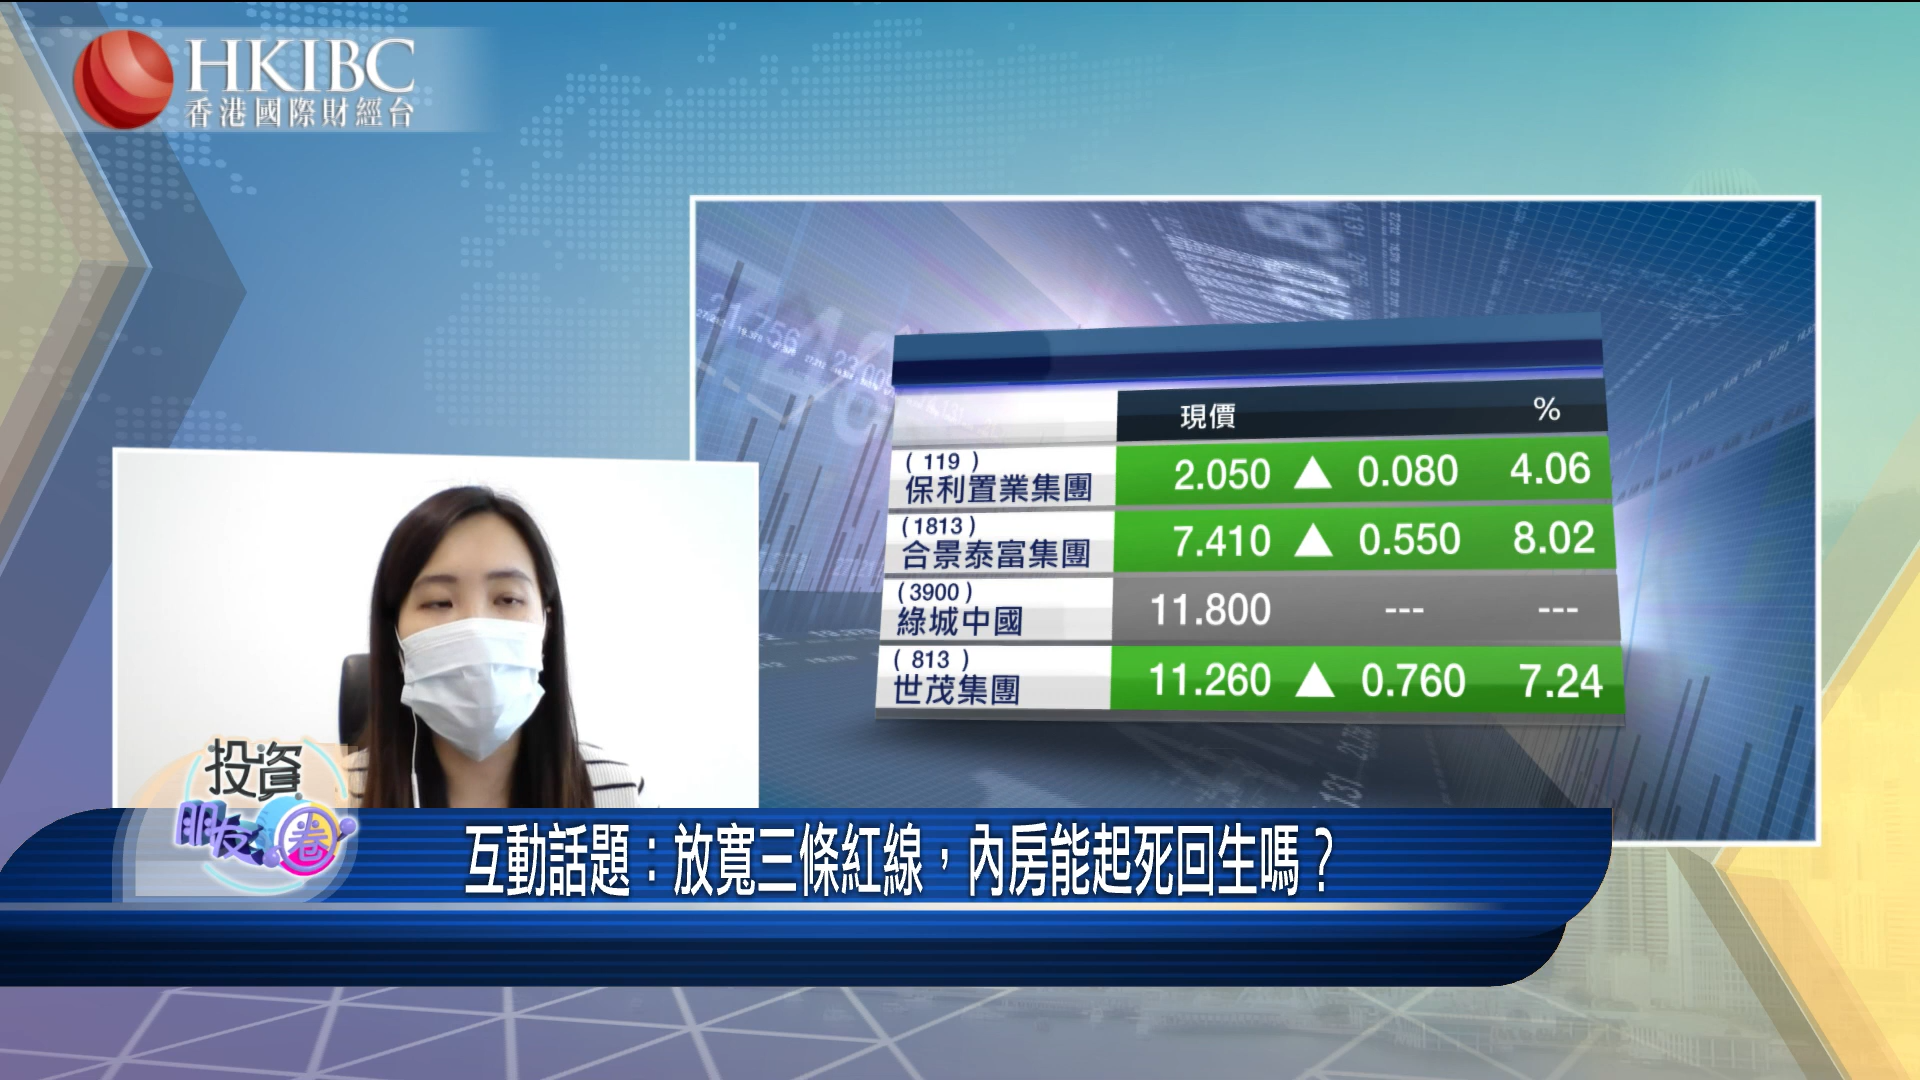 HKIBC
香港國際財經台
現價 %
( 119 )
保利置業集團 2.050 ▲ 0.080 4.06
( 1813 )
合景泰富集團 7.410 ▲ 0.550 8.02
( 3900 )
綠城中國 11.800 --- ---
( 813 )
世茂集團 11.260 ▲ 0.760 7.24
投資
朋友圈
互動話題：放寬三條紅線，內房能起死回生嗎？